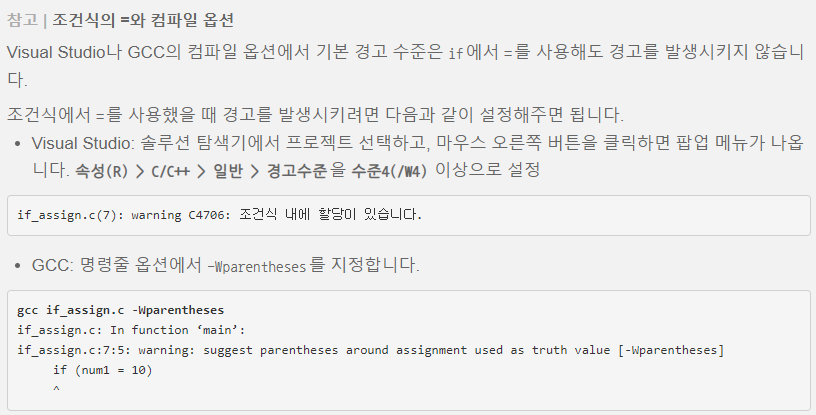 참고 | 조건식의 =와 컴파일 옵션
Visual Studio나 GCC의 컴파일 옵션에서 기본 경고 수준은 if에서 =를 사용해도 경고를 발생시키지 않습니
다.
조건식에서 =를 사용했을 때 경고를 발생시키려면 다음과 같이 설정해주면 됩니다.
• Visual Studio: 솔루션 탐색기에서 프로젝트 선택하고, 마우스 오른쪽 버튼을 클릭하면 팝업 메뉴가 나옵
니다. 속성(R) > C/C++ > 일반 > 경고수준을 수준4(/W4) 이상으로 설정
if_assign.c(7): warning C4706: 조건식 내에 할당이 있습니다.
• GCC: 명령줄 옵션에서 -Wparentheses를 지정합니다.
gcc if_assign.c -Wparentheses
if_assign.c: In function ‘main’:
if_assign.c:7:5: warning: suggest parentheses around assignment used as truth value [-Wparentheses]
     if (num1 = 10)
     ^